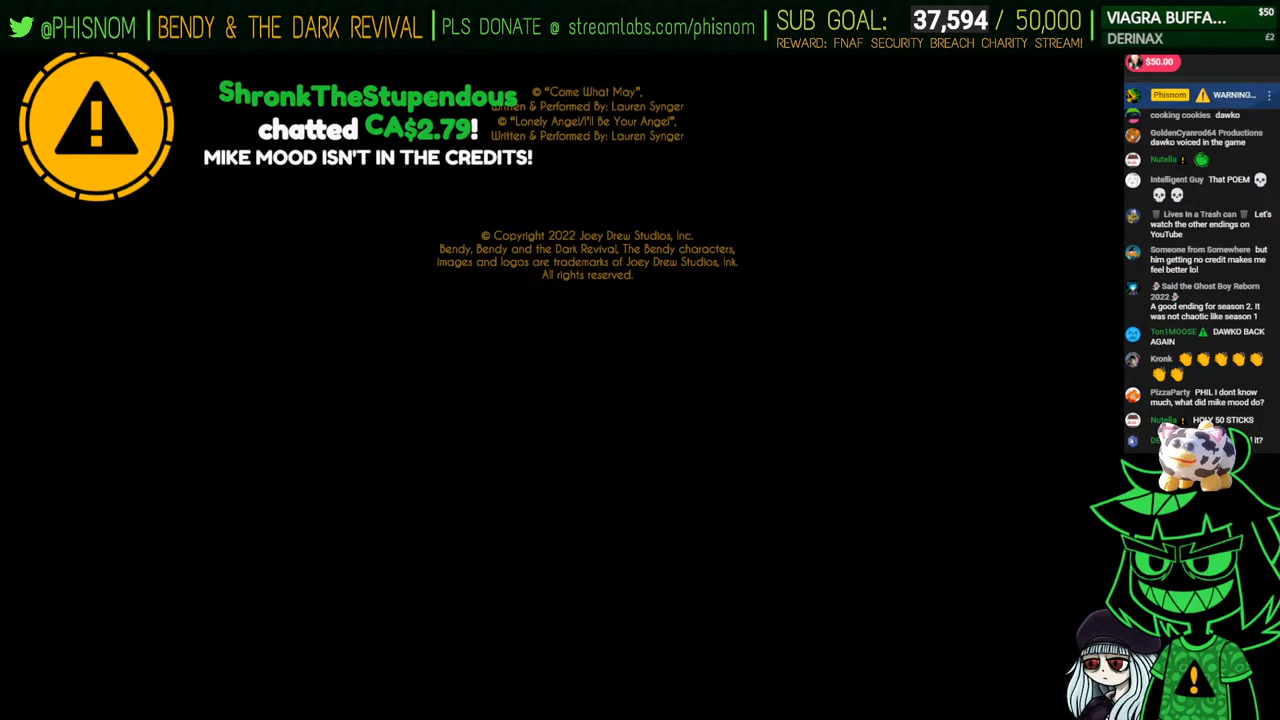 @PHISNOM
BENDY & THE DARK REVIVAL
PLS DONATE @ streamlabs.com/phisnom
SUB GOAL: 37,594 / 50,000
REWARD: FNAF SECURITY BREACH CHARITY STREAM!
VIAGRA BUFFA... $50
DERINAX £2
ShronkTheStupendous
chatted CA$2.79!
MIKE MOOD ISN'T IN THE CREDITS!
© "Come What May",
Written & Performed By: Lauren Synger
© "Lonely Angel/I'll Be Your Angel",
Written & Performed By: Lauren Synger
© Copyright 2022 Joey Drew Studios, Inc.
Bendy, Bendy and the Dark Revival, The Bendy characters,
images and logos are trademarks of Joey Drew Studios, Ink.
All rights reserved.
$50.00
Phisnom WARNING...
cooking cookies dawko
GoldenCyanrod64 Productions
dawko voiced in the game
Nutella
Intelligent Guy That POEM 💀
💀 💀
🗑 Lives In a Trash can 🗑 Let's
watch the other endings on
YouTube
Someone from Somewhere but
him getting no credit makes me
feel better lol
Said the Ghost Boy Reborn
2022
A good ending for season 2. It
was not chaotic like season 1
Ton1MOOSE DAWKO BACK
AGAIN
Kronk 👏 👏 👏 👏 👏
👏 👏
PizzaParty PHIL I dont know
much, what did mike mood do?
Nutella HOLY 50 STICKS
it?